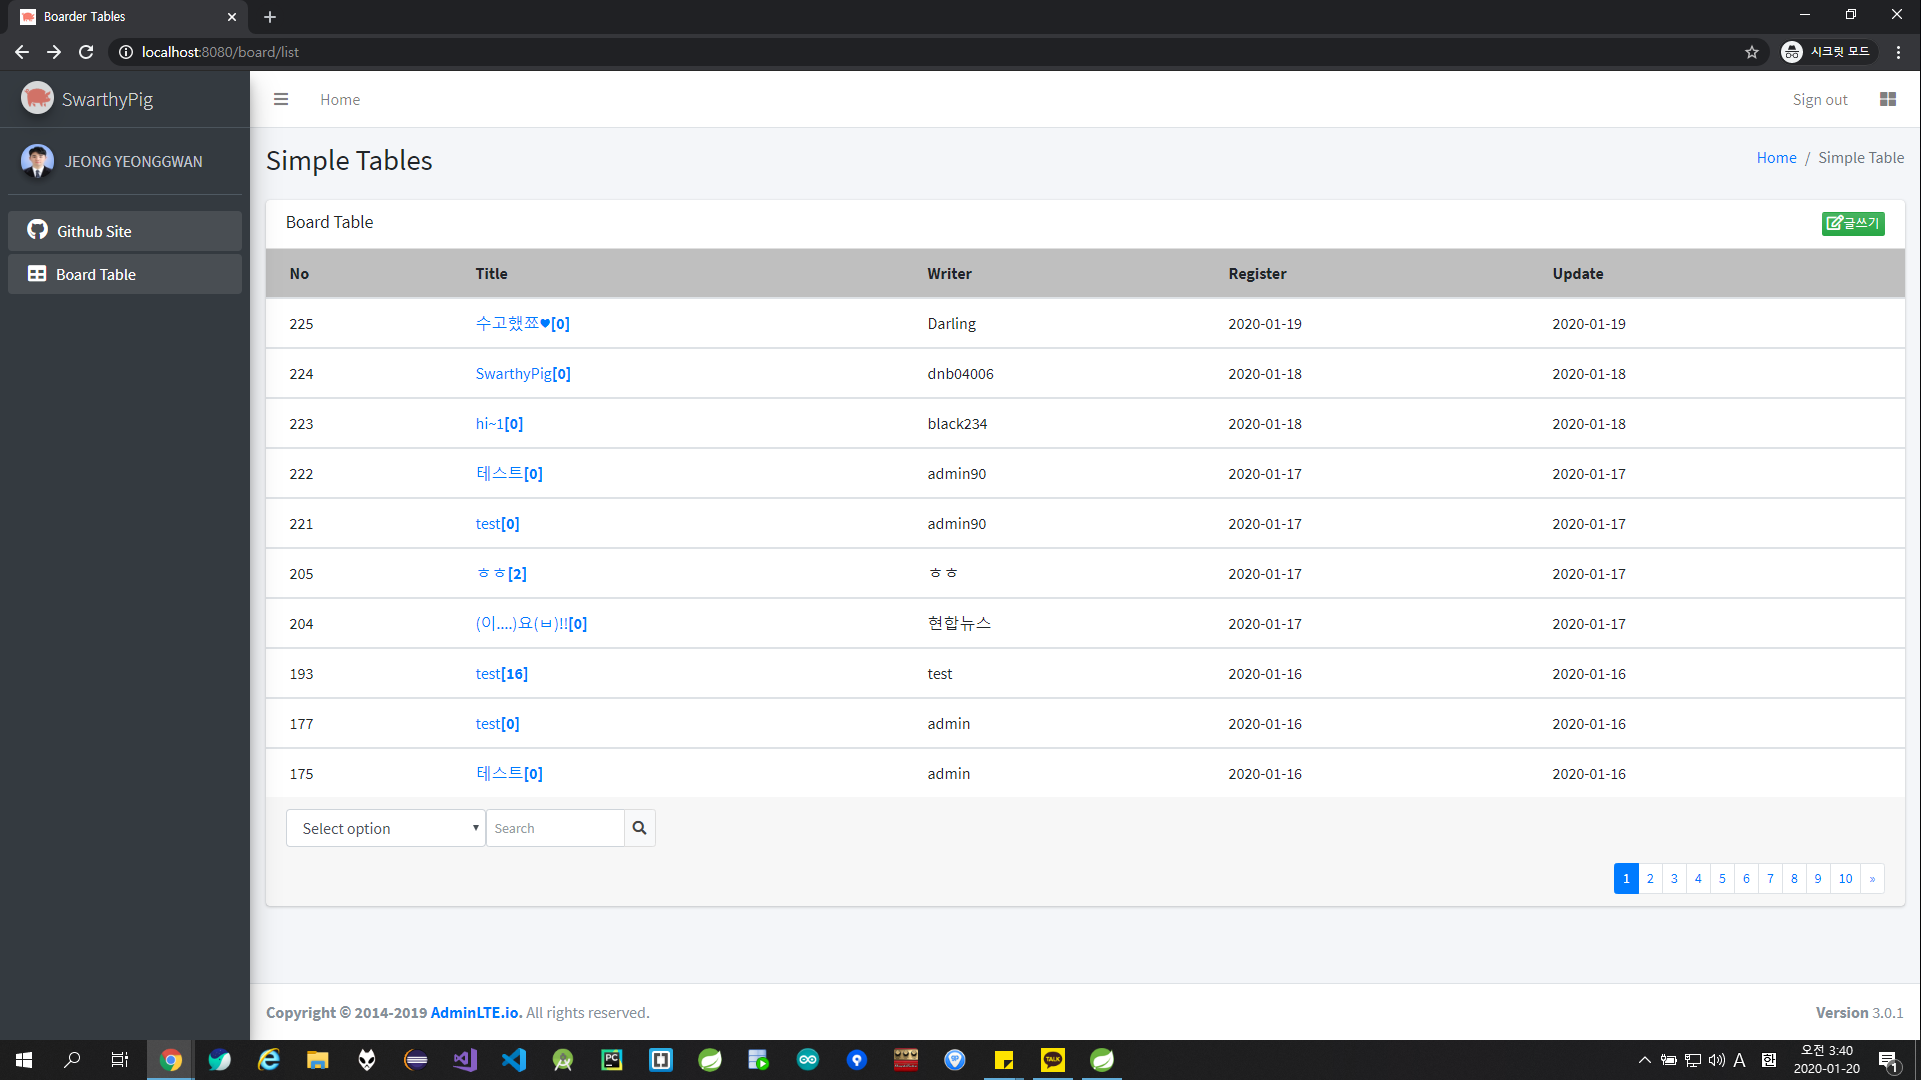 Boarder Tables
localhost:8080/board/list
시크릿 모드
SwarthyPig
Home
Sign out
JEONG YEONGGWAN
Simple Tables
Home / Simple Table
Github Site
Board Table
Board Table
글쓰기
No Title Writer Register Update
225 수고했쪼♥[0] Darling 2020-01-19 2020-01-19
224 SwarthyPig[0] dnb04006 2020-01-18 2020-01-18
223 hi~1[0] black234 2020-01-18 2020-01-18
222 테스트[0] admin90 2020-01-17 2020-01-17
221 test[0] admin90 2020-01-17 2020-01-17
205 ㅎㅎ[2] ㅎㅎ 2020-01-17 2020-01-17
204 (이....)요(ㅂ)!![0] 현합뉴스 2020-01-17 2020-01-17
193 test[16] test 2020-01-16 2020-01-16
177 test[0] admin 2020-01-16 2020-01-16
175 테스트[0] admin 2020-01-16 2020-01-16
Select option Search
1 2 3 4 5 6 7 8 9 10 »
Copyright © 2014-2019 AdminLTE.io. All rights reserved.
Version 3.0.1
PC
TALK
A
오전 3:40
2020-01-20
1